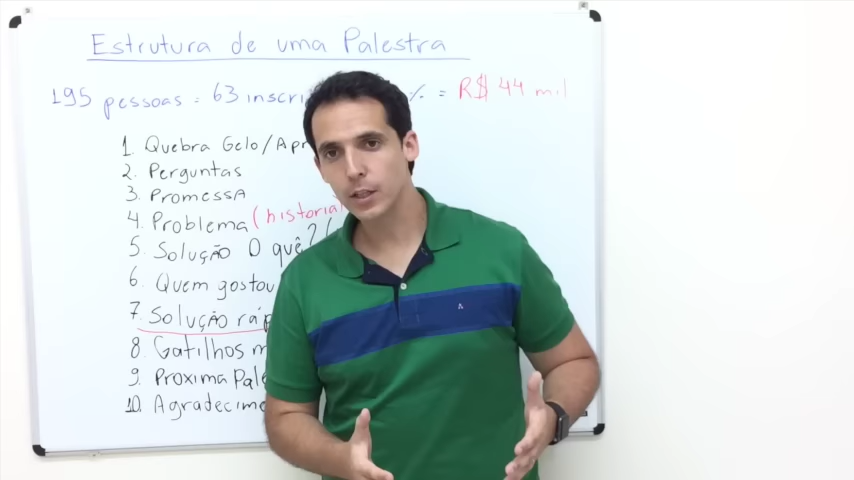 Estrutura de uma Palestra
195 pessoas = 63 inscri % = R$ 44 mil
1. Quebra Gelo/Apr
2. Perguntas
3. PromessA
4. Problema (historia
5. Solução O quê? (
6. Quem gostou
7. Solução ráp
8. Gatilhos m
9. Proxima Pale
10. Agradecime